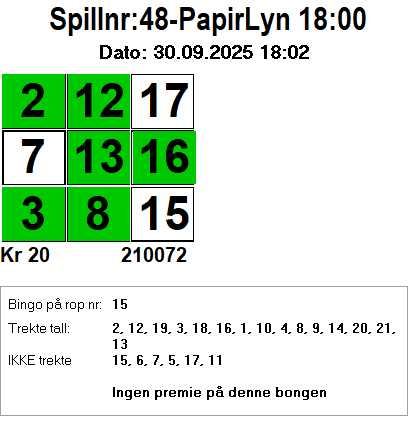 Spillnr:48-PapirLyn 18:00
Dato: 30.09.2025 18:02
2 12 17
7 13 16
3 8 15
Kr 20 210072
Bingo på rop nr: 15
Trekte tall: 2, 12, 19, 3, 18, 16, 1, 10, 4, 8, 9, 14, 20, 21,
13
IKKE trekte 15, 6, 7, 5, 17, 11
Ingen premie på denne bongen